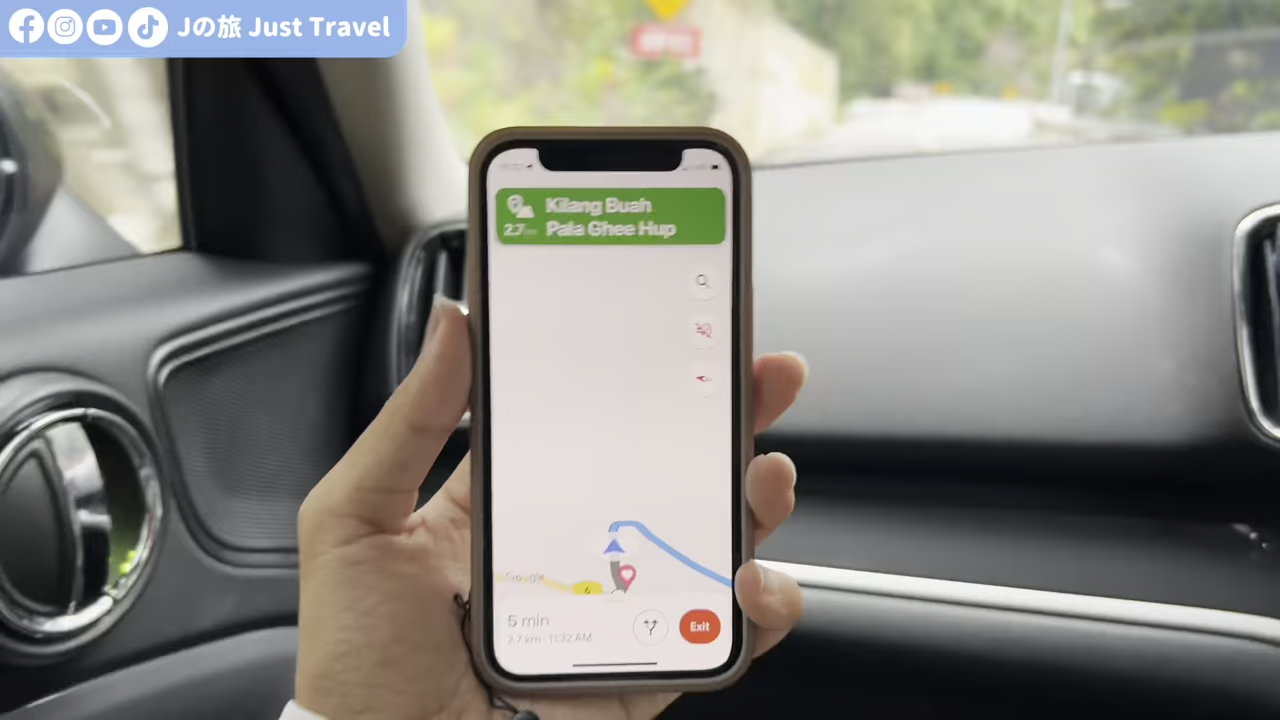 Jの旅 Just Travel
Kilang Buah
2.7 Pala Ghee Hup
Google
6
5 min
2.7 km · 11:32 AM
Exit